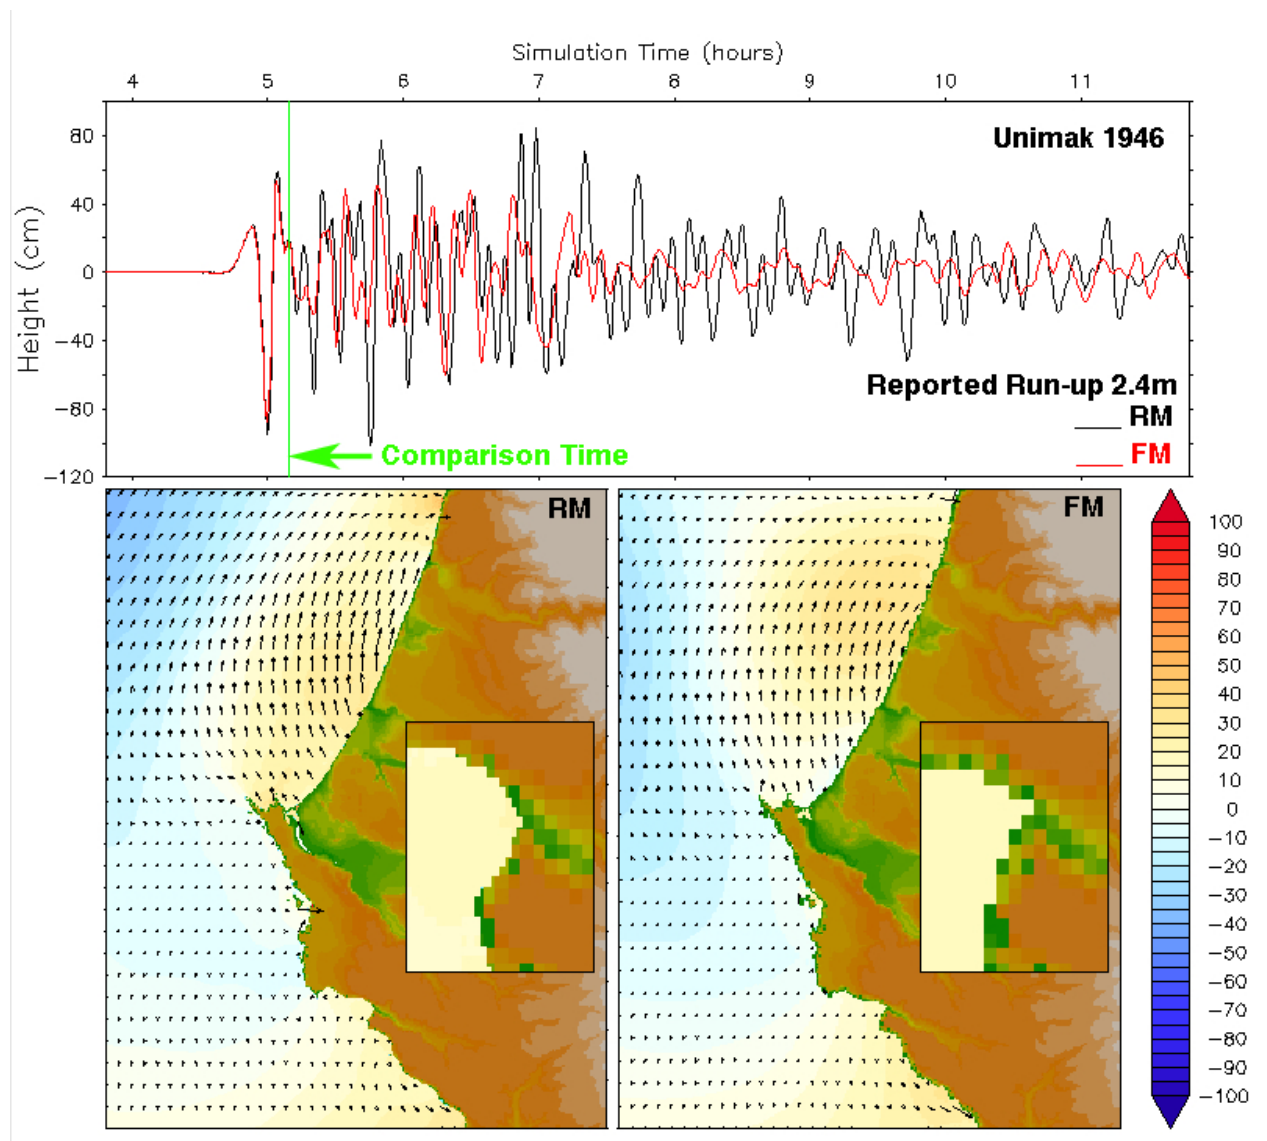 Simulation Time (hours)
4 5 6 7 8 9 10 11
Height (cm)
80
40
0
−40
−80
−120
Unimak 1946
Reported Run-up 2.4m
RM
FM
Comparison Time
RM
FM
100
90
80
70
60
50
40
30
20
10
0
−10
−20
−30
−40
−50
−60
−70
−80
−90
−100